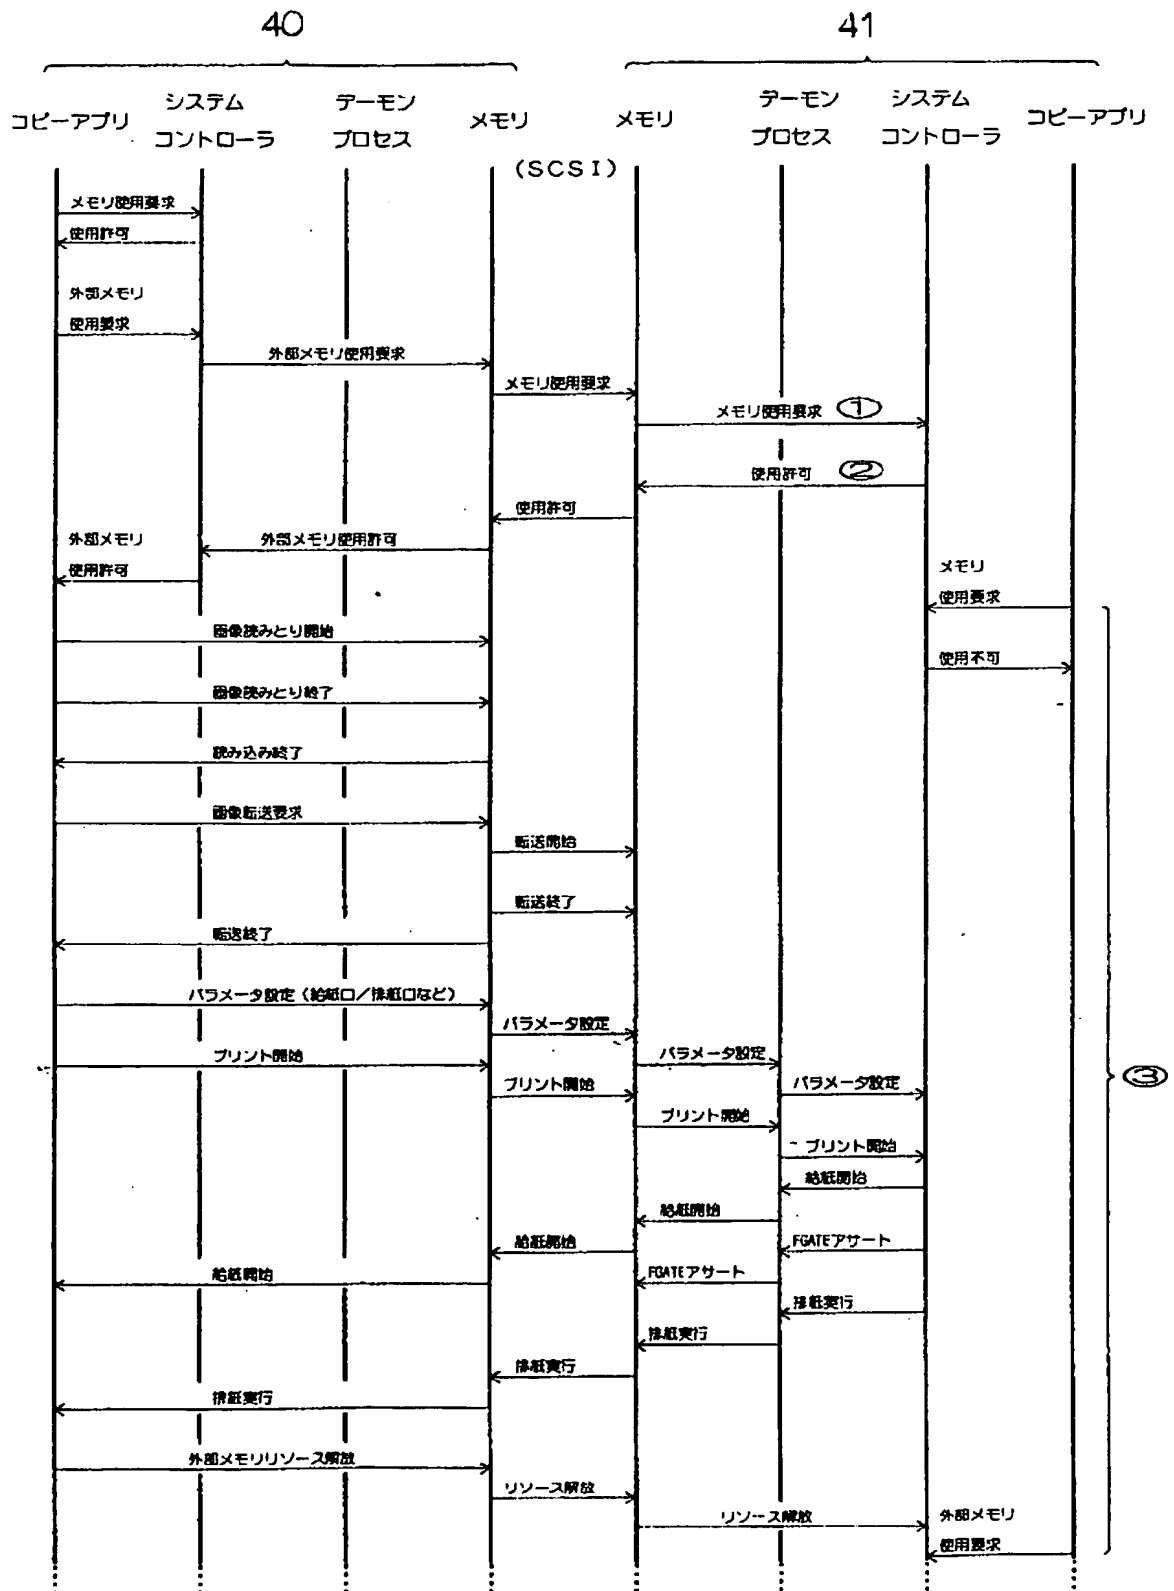 40
41
コピーアプリ
システム
コントローラ
デーモン
プロセス
メモリ
メモリ
デーモン
プロセス
システム
コントローラ
コピーアプリ
(SCSI)
メモリ使用要求
使用許可
外部メモリ
使用要求
外部メモリ使用要求
メモリ使用要求
メモリ使用要求 ①
使用許可 ②
使用許可
外部メモリ使用許可
外部メモリ
使用許可
メモリ
使用要求
画像読みとり開始
使用不可
画像読みとり終了
読み込み終了
画像転送要求
転送開始
転送終了
転送終了
パラメータ設定(給紙口/排紙口など)
パラメータ設定
プリント開始
パラメータ設定
③
プリント開始
パラメータ設定
プリント開始
プリント開始
給紙開始
給紙開始
給紙開始
FGATEアサート
給紙開始
FGATEアサート
排紙実行
排紙実行
排紙実行
排紙実行
外部メモリリソース解放
リソース解放
リソース解放
外部メモリ
使用要求